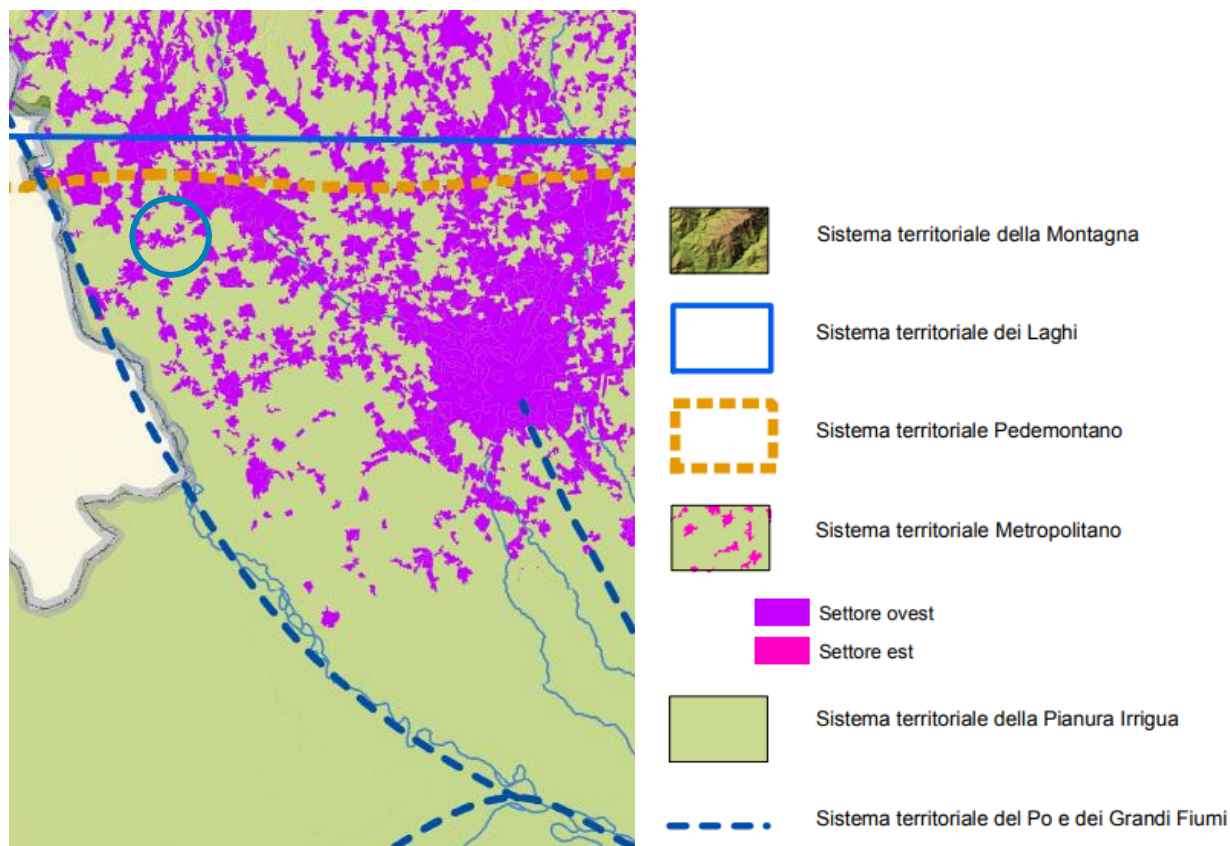 Sistema territoriale della Montagna
Sistema territoriale dei Laghi
Sistema territoriale Pedemontano
Sistema territoriale Metropolitano
Settore ovest
Settore est
Sistema territoriale della Pianura Irrigua
Sistema territoriale del Po e dei Grandi Fiumi